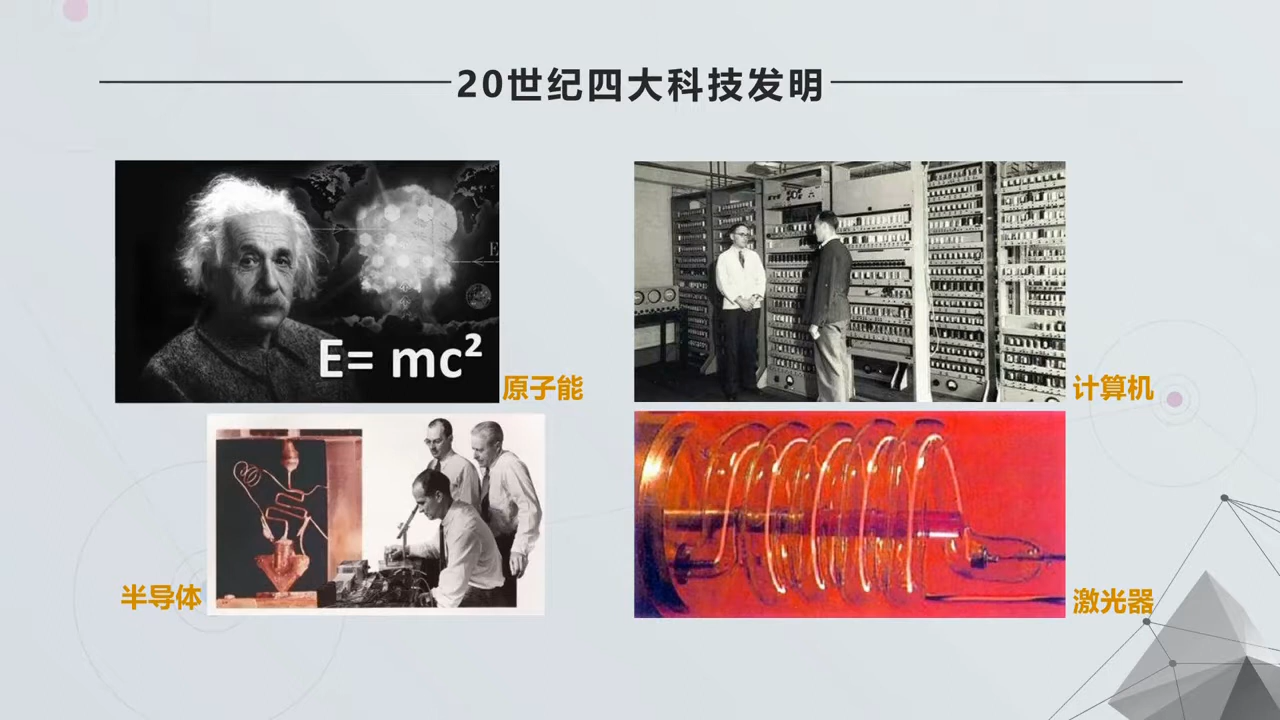 20世纪四大科技发明
E= mc²
原子能
计算机
半导体
激光器